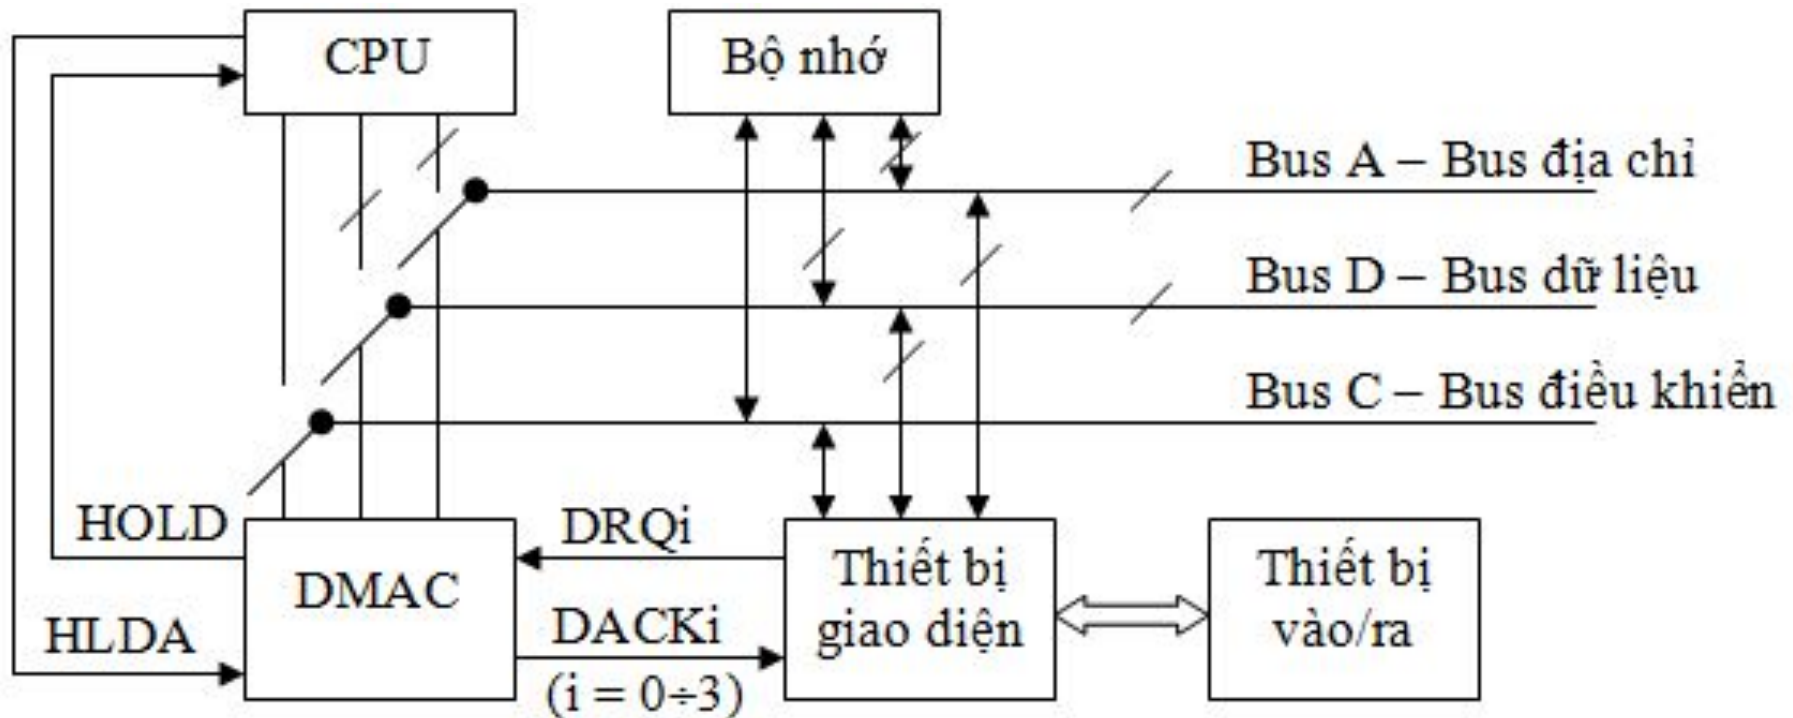 CPU
Bộ nhớ
Bus A – Bus địa chỉ
Bus D – Bus dữ liệu
Bus C – Bus điều khiển
HOLD
DRQi
DMAC
HLDA
DACKi
(i = 0÷3)
Thiết bị
giao diện
Thiết bị
vào/ra